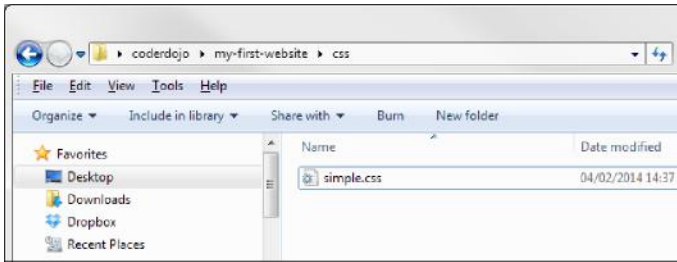 coderdojo ▸ my-first-website ▸ css
File Edit View Tools Help
Organize Include in library Share with Burn New folder
Favorites
Desktop
Downloads
Dropbox
Recent Places
Name Date modified
simple.css 04/02/2014 14:37